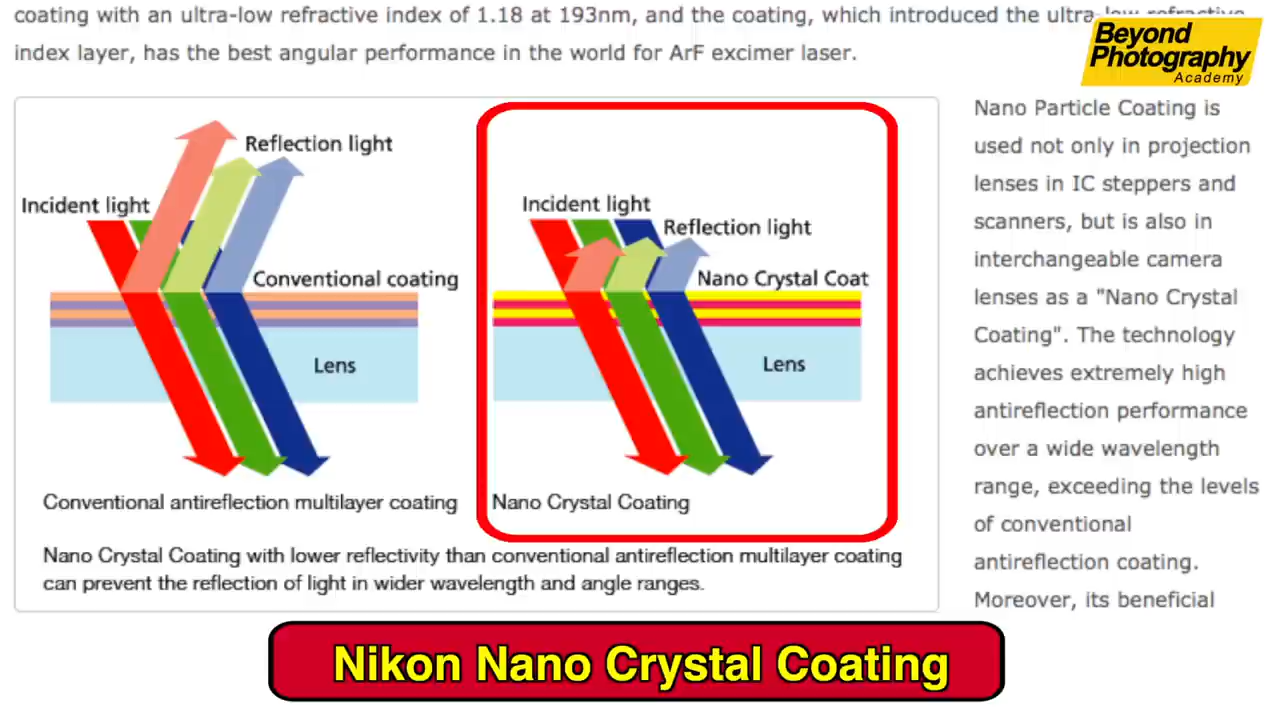 coating with an ultra-low refractive index of 1.18 at 193nm, and the coating, which introduced the ultra-low refractive
index layer, has the best angular performance in the world for ArF excimer laser.
Beyond
Photography
Academy
Reflection light
Incident light
Conventional coating
Lens
Conventional antireflection multilayer coating
Incident light
Reflection light
Nano Crystal Coat
Lens
Nano Crystal Coating
Nano Crystal Coating with lower reflectivity than conventional antireflection multilayer coating
can prevent the reflection of light in wider wavelength and angle ranges.
Nano Particle Coating is
used not only in projection
lenses in IC steppers and
scanners, but is also in
interchangeable camera
lenses as a "Nano Crystal
Coating". The technology
achieves extremely high
antireflection performance
over a wide wavelength
range, exceeding the levels
of conventional
antireflection coating.
Moreover, its beneficial
Nikon Nano Crystal Coating